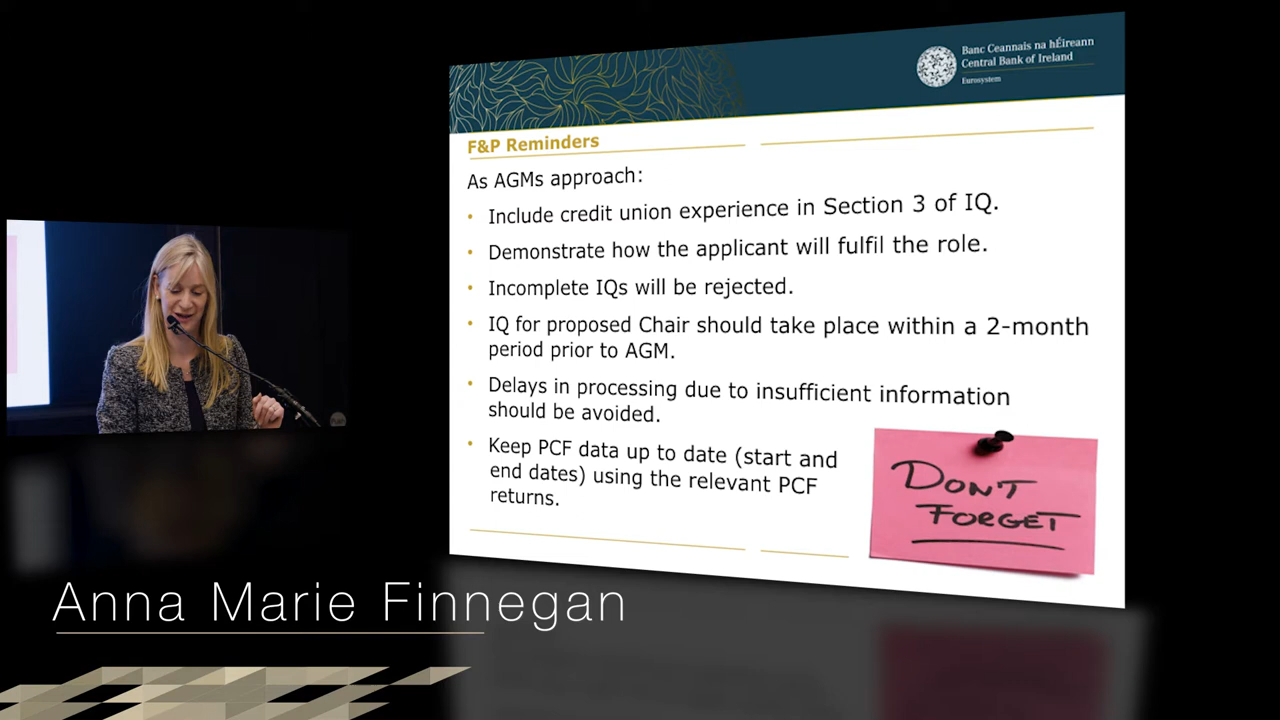 Banc Ceannais na hÉireann
Central Bank of Ireland
Eurosystem
F&P Reminders
As AGMs approach:
• Include credit union experience in Section 3 of IQ.
• Demonstrate how the applicant will fulfil the role.
• Incomplete IQs will be rejected.
• IQ for proposed Chair should take place within a 2-month
period prior to AGM.
• Delays in processing due to insufficient information
should be avoided.
• Keep PCF data up to date (start and
end dates) using the relevant PCF
returns.
DON'T
FORGET
Anna Marie Finnegan